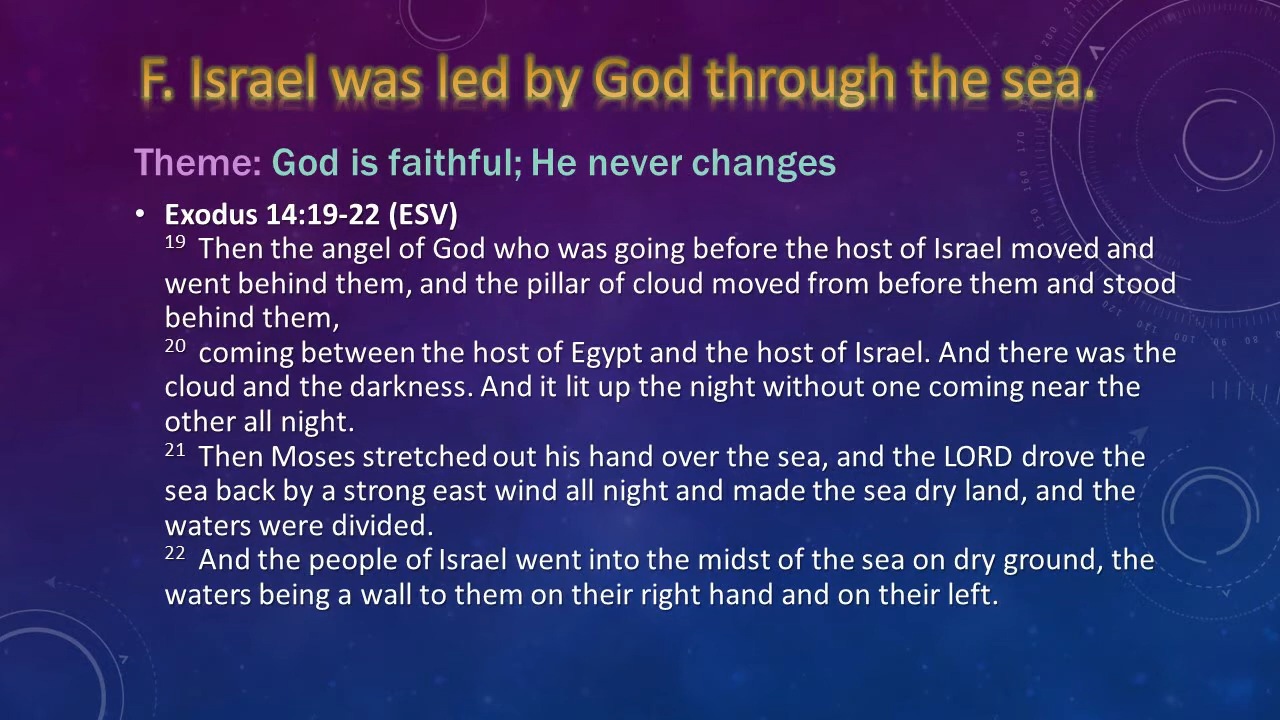 F. Israel was led by God through the sea.
Theme: God is faithful; He never changes
• Exodus 14:19-22 (ESV)
19 Then the angel of God who was going before the host of Israel moved and
went behind them, and the pillar of cloud moved from before them and stood
behind them,
20 coming between the host of Egypt and the host of Israel. And there was the
cloud and the darkness. And it lit up the night without one coming near the
other all night.
21 Then Moses stretched out his hand over the sea, and the LORD drove the
sea back by a strong east wind all night and made the sea dry land, and the
waters were divided.
22 And the people of Israel went into the midst of the sea on dry ground, the
waters being a wall to them on their right hand and on their left.